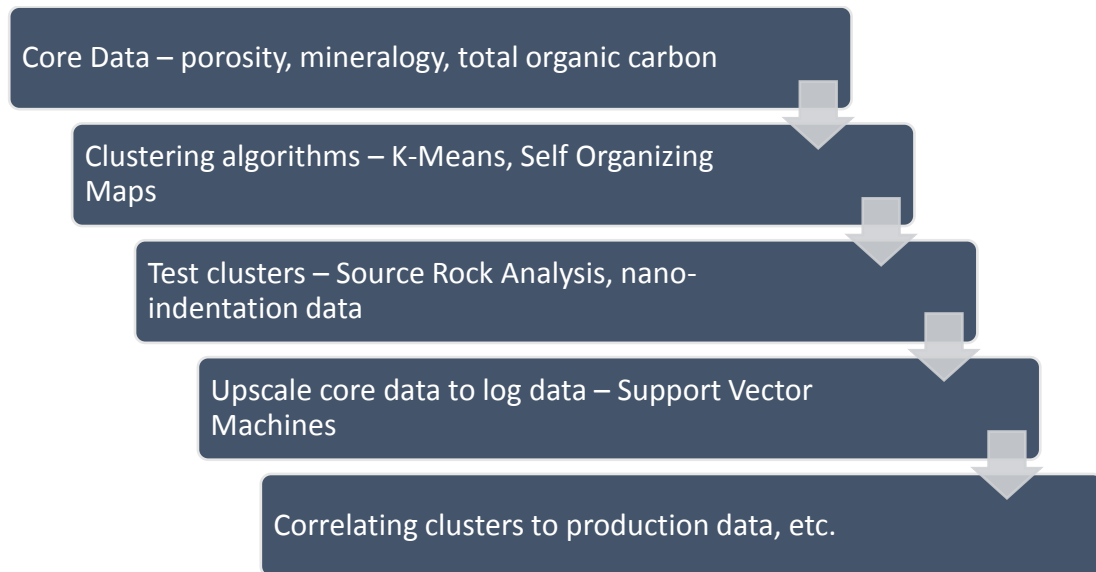 Core Data – porosity, mineralogy, total organic carbon
Clustering algorithms – K-Means, Self Organizing
Maps
Test clusters – Source Rock Analysis, nano-
indentation data
Upscale core data to log data – Support Vector
Machines
Correlating clusters to production data, etc.